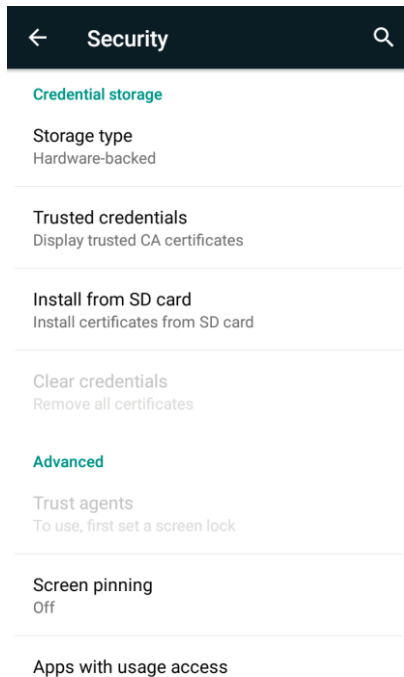 Security
Credential storage
Storage type
Hardware-backed
Trusted credentials
Display trusted CA certificates
Install from SD card
Install certificates from SD card
Clear credentials
Remove all certificates
Advanced
Trust agents
To use, first set a screen lock
Screen pinning
Off
Apps with usage access